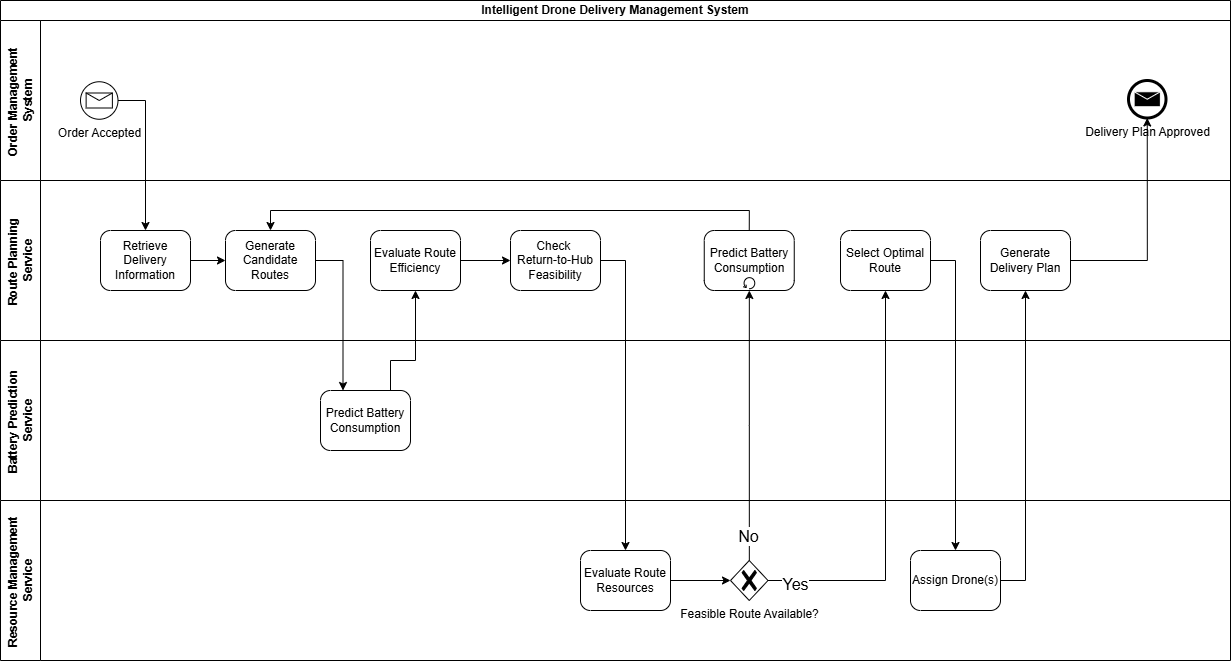 Intelligent Drone Delivery Management System
Order Management
System
Order Accepted
Delivery Plan Approved
Route Planning
Service
Retrieve
Delivery
Information
Generate
Candidate
Routes
Evaluate Route
Efficiency
Check
Return-to-Hub
Feasibility
Predict Battery
Consumption
Select Optimal
Route
Generate
Delivery Plan
Battery Prediction
Service
Predict Battery
Consumption
Resource Management
Service
Evaluate Route
Resources
No
Yes
Feasible Route Available?
Assign Drone(s)